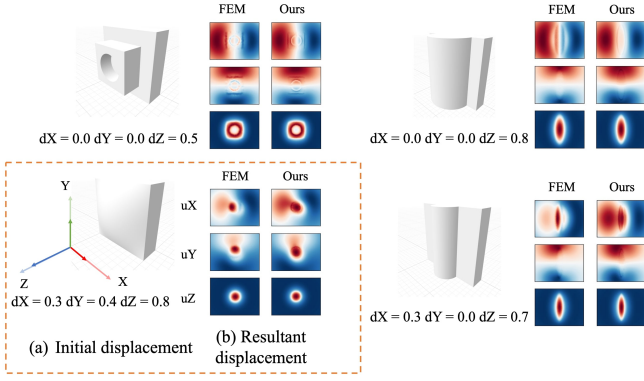 FEM
Ours
dX = 0.0 dY = 0.0 dZ = 0.5
FEM
Ours
dX = 0.0 dY = 0.0 dZ = 0.8
FEM
Ours
Y
Z
X
uX
uY
uZ
dX = 0.3 dY = 0.4 dZ = 0.8
(a) Initial displacement
(b) Resultant
displacement
FEM
Ours
dX = 0.3 dY = 0.0 dZ = 0.7